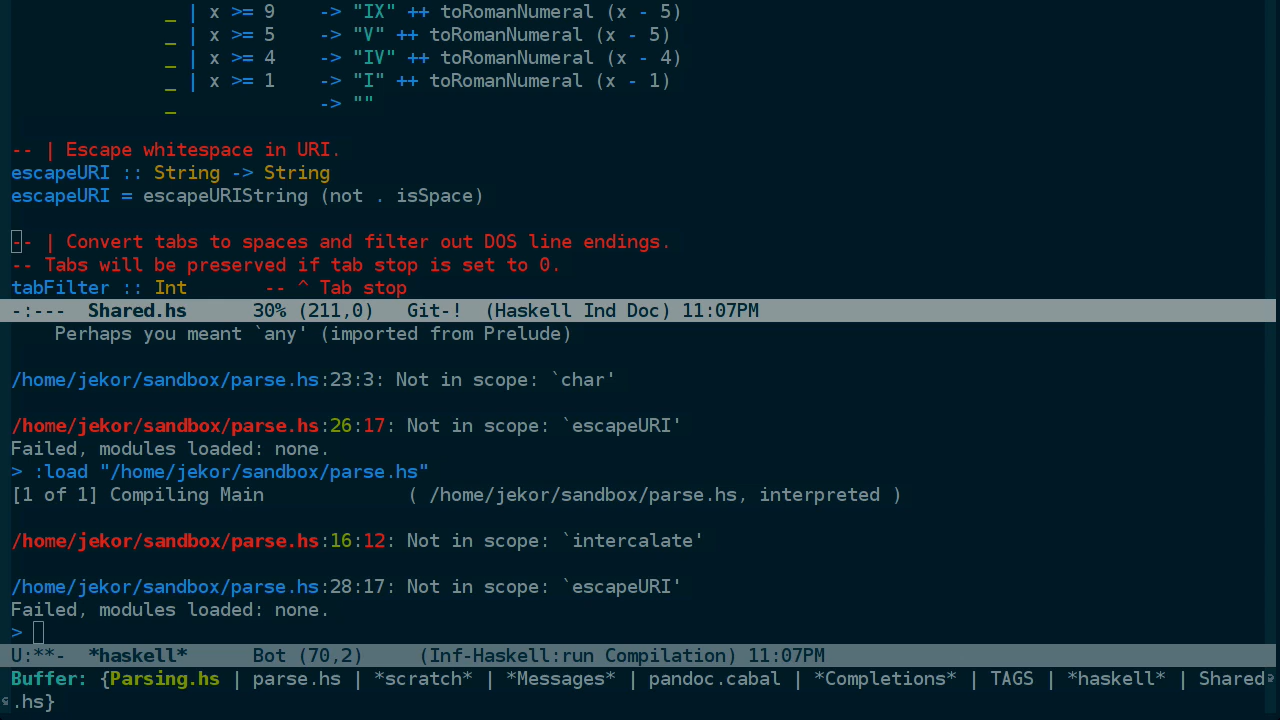 _ | x >= 9    -> "IX" ++ toRomanNumeral (x - 5)
              _ | x >= 5    -> "V" ++ toRomanNumeral (x - 5)
              _ | x >= 4    -> "IV" ++ toRomanNumeral (x - 4)
              _ | x >= 1    -> "I" ++ toRomanNumeral (x - 1)
              _             -> ""

-- | Escape whitespace in URI.
escapeURI :: String -> String
escapeURI = escapeURIString (not . isSpace)

-- | Convert tabs to spaces and filter out DOS line endings.
-- Tabs will be preserved if tab stop is set to 0.
tabFilter :: Int       -- ^ Tab stop
-:---  Shared.hs      30% (211,0)   Git-!  (Haskell Ind Doc) 11:07PM
    Perhaps you meant `any' (imported from Prelude)

/home/jekor/sandbox/parse.hs:23:3: Not in scope: `char'

/home/jekor/sandbox/parse.hs:26:17: Not in scope: `escapeURI'
Failed, modules loaded: none.
> :load "/home/jekor/sandbox/parse.hs"
[1 of 1] Compiling Main             ( /home/jekor/sandbox/parse.hs, interpreted )

/home/jekor/sandbox/parse.hs:16:12: Not in scope: `intercalate'

/home/jekor/sandbox/parse.hs:28:17: Not in scope: `escapeURI'
Failed, modules loaded: none.
>
U:**-  *haskell*      Bot (70,2)     (Inf-Haskell:run Compilation) 11:07PM
Buffer: {Parsing.hs | parse.hs | *scratch* | *Messages* | pandoc.cabal | *Completions* | TAGS | *haskell* | Shared
.hs}